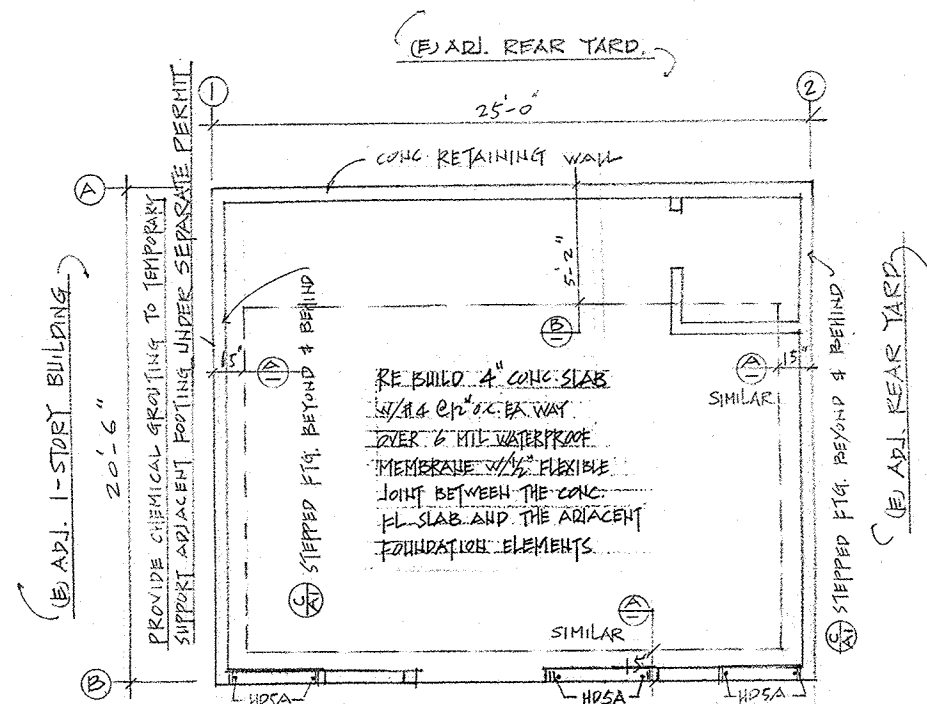 (E) ADJ. REAR YARD.
1
2
25'-0"
CONC. RETAINING WALL
A
5'-2"
B
(E) ADJ. 1-STORY BUILDING
20'-6"
PROVIDE CHEMICAL GROUTING TO TEMPORARY
SUPPORT ADJACENT FOOTING UNDER SEPARATE PERMIT.
15"
A
C
A1
STEPPED FTG. BEYOND & BEHIND
B
RE BUILD 4" CONC. SLAB
W/#4 @12" O.C. EA WAY
OVER 6 MIL WATERPROOF
MEMBRANE W/½" FLEXIBLE
JOINT BETWEEN THE CONC.
FL SLAB AND THE ADJACENT
FOUNDATION ELEMENTS
A
15"
SIMILAR
C
A1
STEPPED FTG. BEYOND & BEHIND
(E) ADJ. REAR YARD
A
SIMILAR
15"
HD5A
HD5A
HD5A